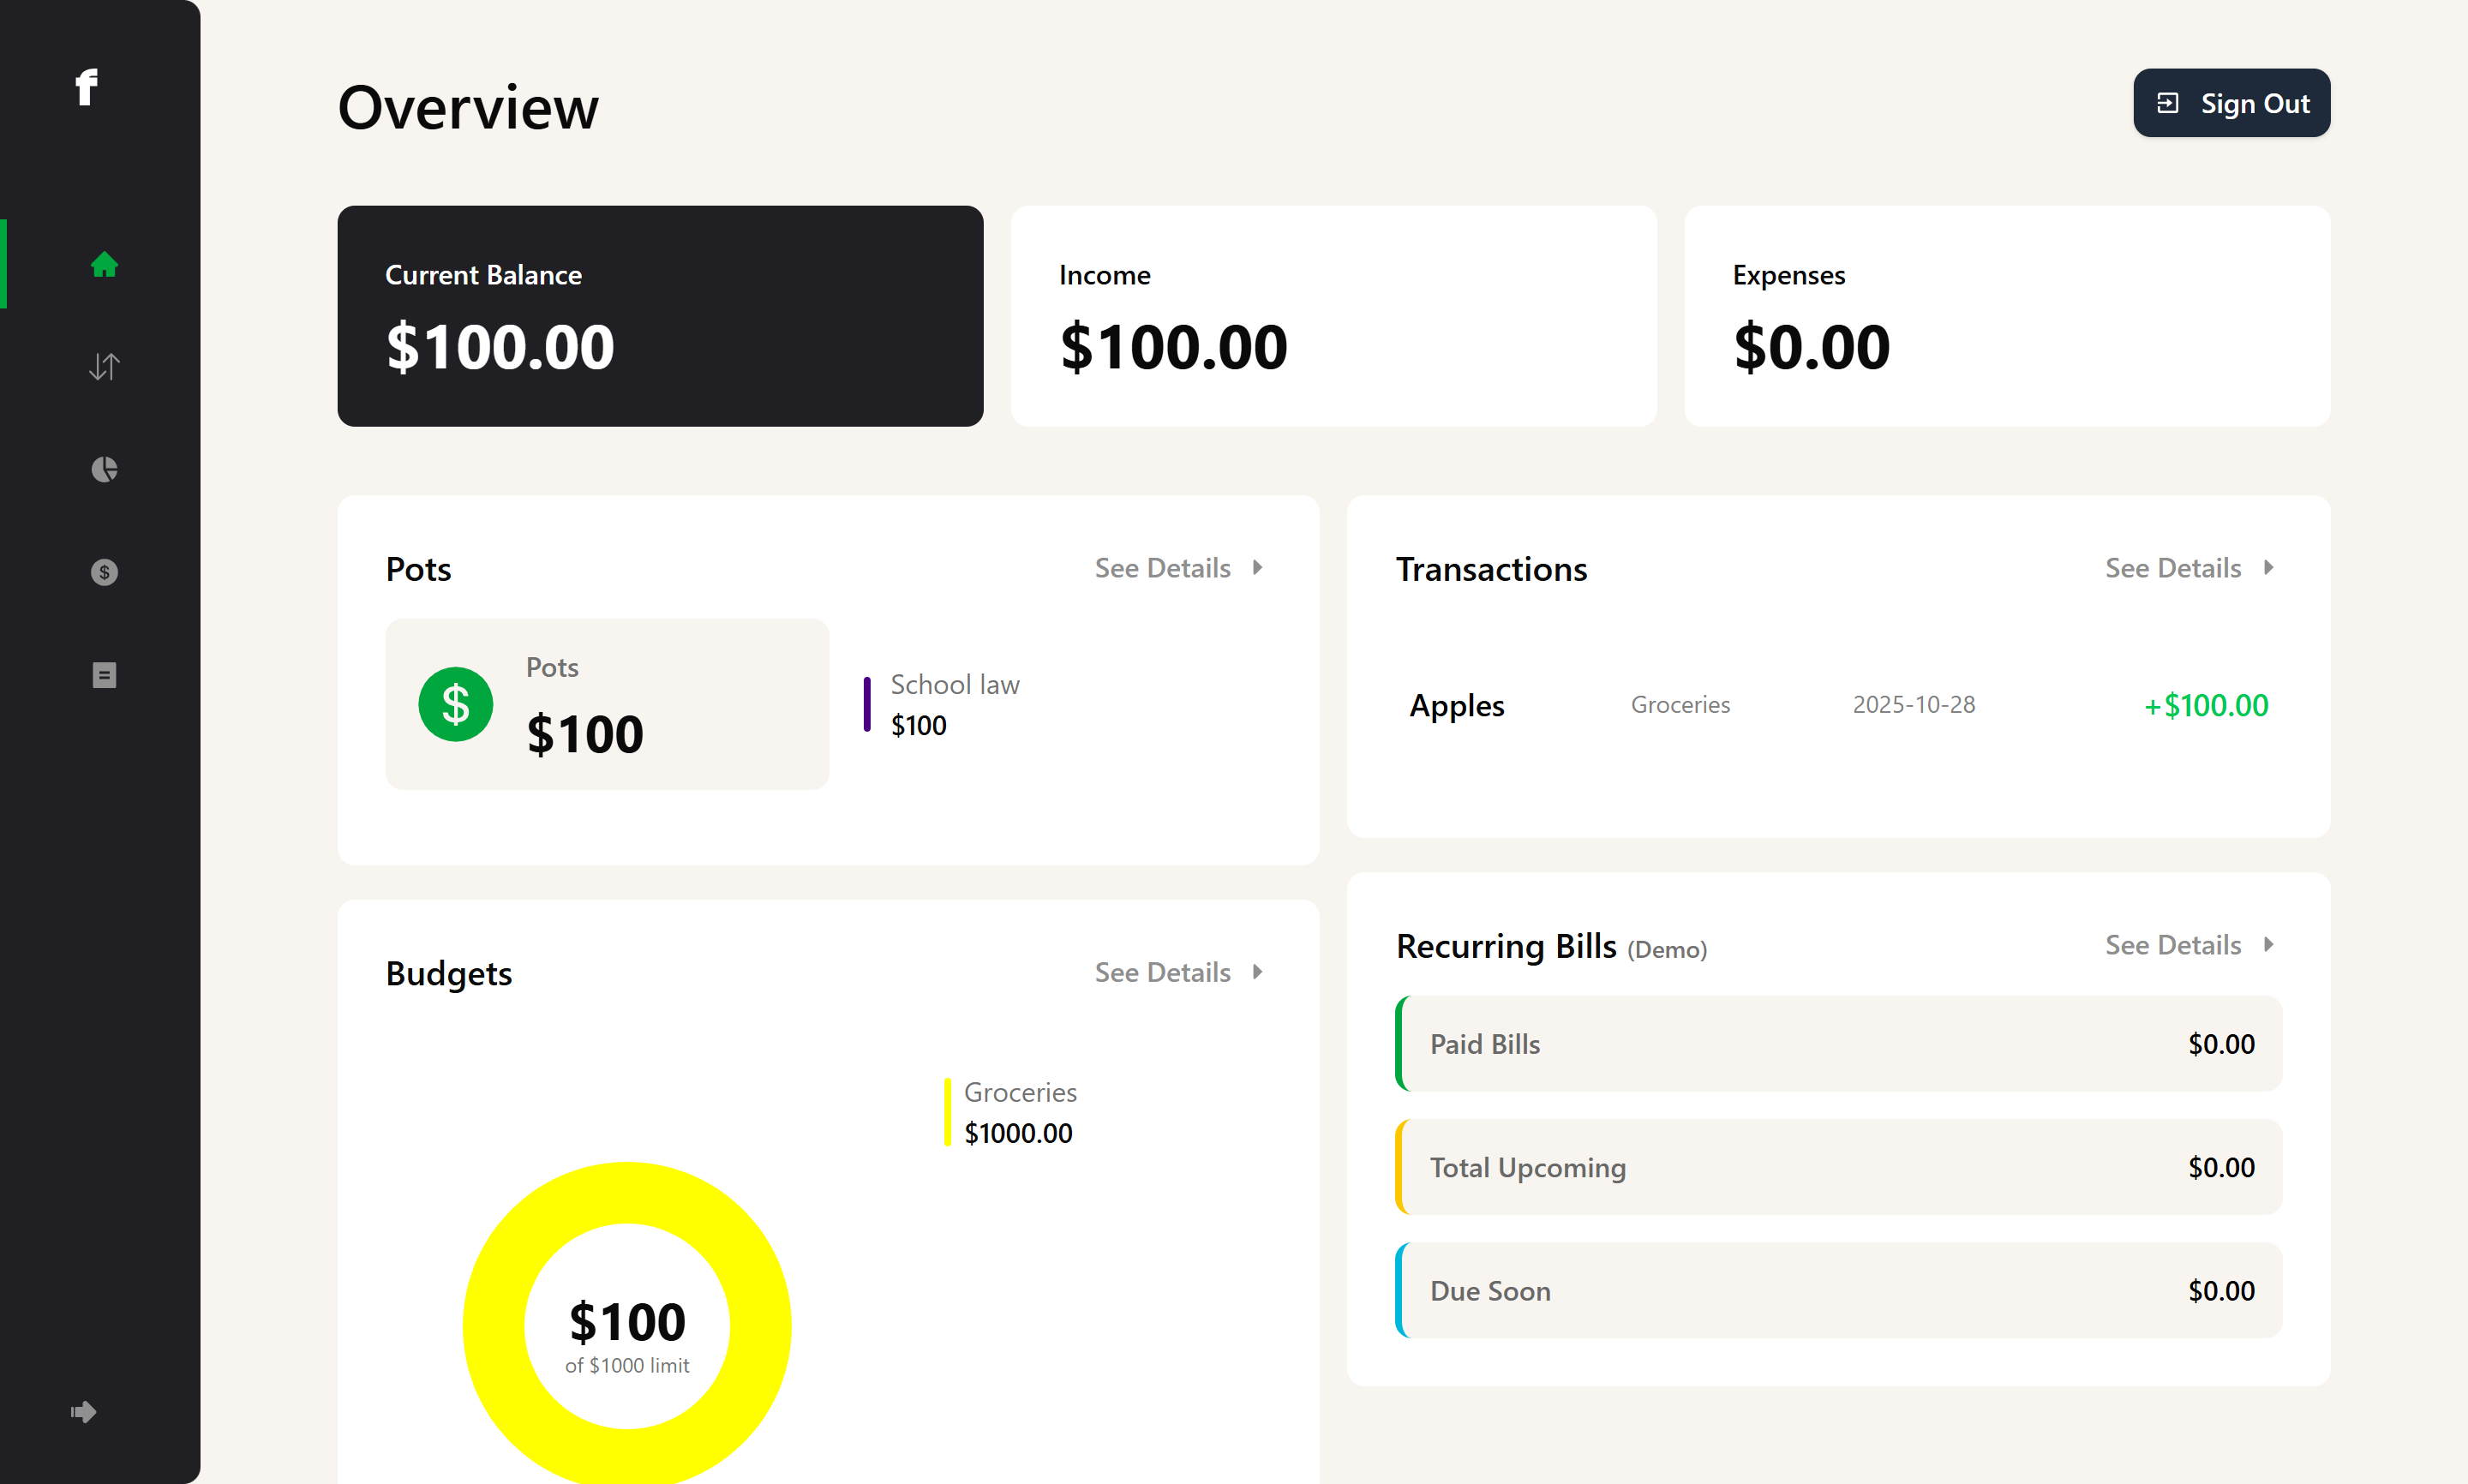 f
Overview
Sign Out
Current Balance
$100.00
Income
$100.00
Expenses
$0.00
Pots
See Details
Pots
$100
School law
$100
Transactions
See Details
Apples
Groceries
2025-10-28
+$100.00
Budgets
See Details
Groceries
$1000.00
$100
of $1000 limit
Recurring Bills (Demo)
See Details
Paid Bills
$0.00
Total Upcoming
$0.00
Due Soon
$0.00